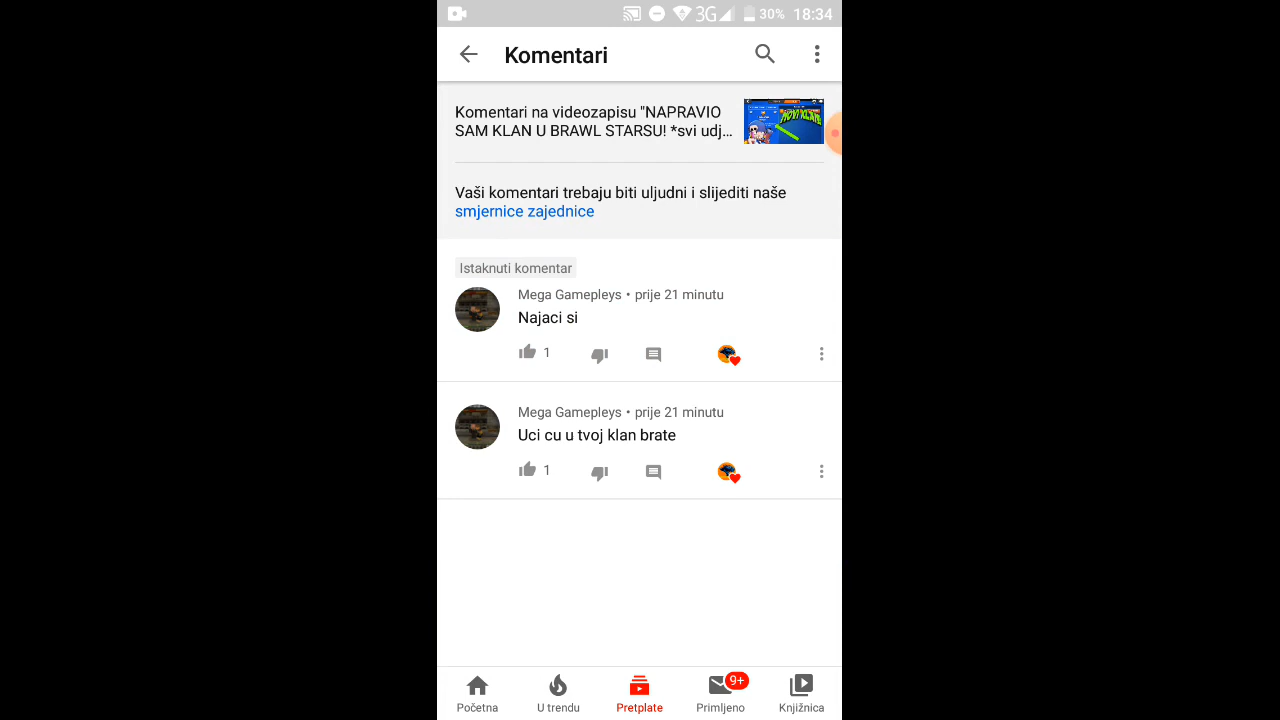 3G 30% 18:34
Komentari
Komentari na videozapisu "NAPRAVIO
SAM KLAN U BRAWL STARSU! *svi udj...
NOVI KLAN!
Vaši komentari trebaju biti uljudni i slijediti naše
smjernice zajednice
Istaknuti komentar
Mega Gamepleys • prije 21 minutu
Najaci si
1
Mega Gamepleys • prije 21 minutu
Uci cu u tvoj klan brate
1
9+
Početna U trendu Pretplate Primljeno Knjižnica